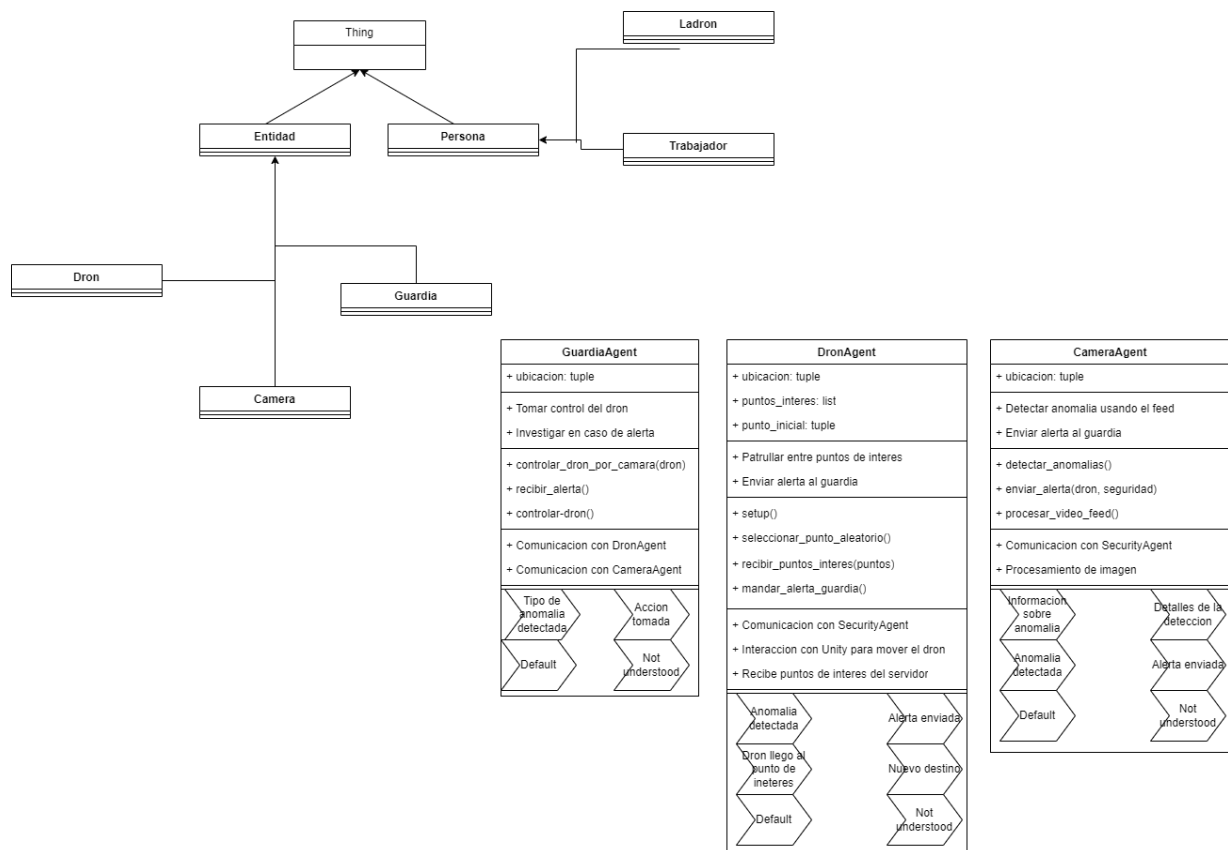 Thing
Ladron
Entidad
Persona
Trabajador
Dron
Guardia
Camera
GuardiaAgent
+ ubicacion: tuple
+ Tomar control del dron
+ Investigar en caso de alerta
+ controlar_dron_por_camara(dron)
+ recibir_alerta()
+ controlar-dron()
+ Comunicacion con DronAgent
+ Comunicacion con CameraAgent
Tipo de
anomalia
detectada
Accion
tomada
Default
Not
understood
DronAgent
+ ubicacion: tuple
+ puntos_interes: list
+ punto_inicial: tuple
+ Patrullar entre puntos de interes
+ Enviar alerta al guardia
+ setup()
+ seleccionar_punto_aleatorio()
+ recibir_puntos_interes(puntos)
+ mandar_alerta_guardia()
+ Comunicacion con SecurityAgent
+ Interaccion con Unity para mover el dron
+ Recibe puntos de interes del servidor
Anomalia
detectada
Alerta enviada
Dron llego al
punto de
ineteres
Nuevo destino
Default
Not
understood
CameraAgent
+ ubicacion: tuple
+ Detectar anomalia usando el feed
+ Enviar alerta al guardia
+ detectar_anomalias()
+ enviar_alerta(dron, seguridad)
+ procesar_video_feed()
+ Comunicacion con SecurityAgent
+ Procesamiento de imagen
Informacion
sobre
anomalia
Detalles de la
deteccion
Anomalia
detectada
Alerta enviada
Default
Not
understood